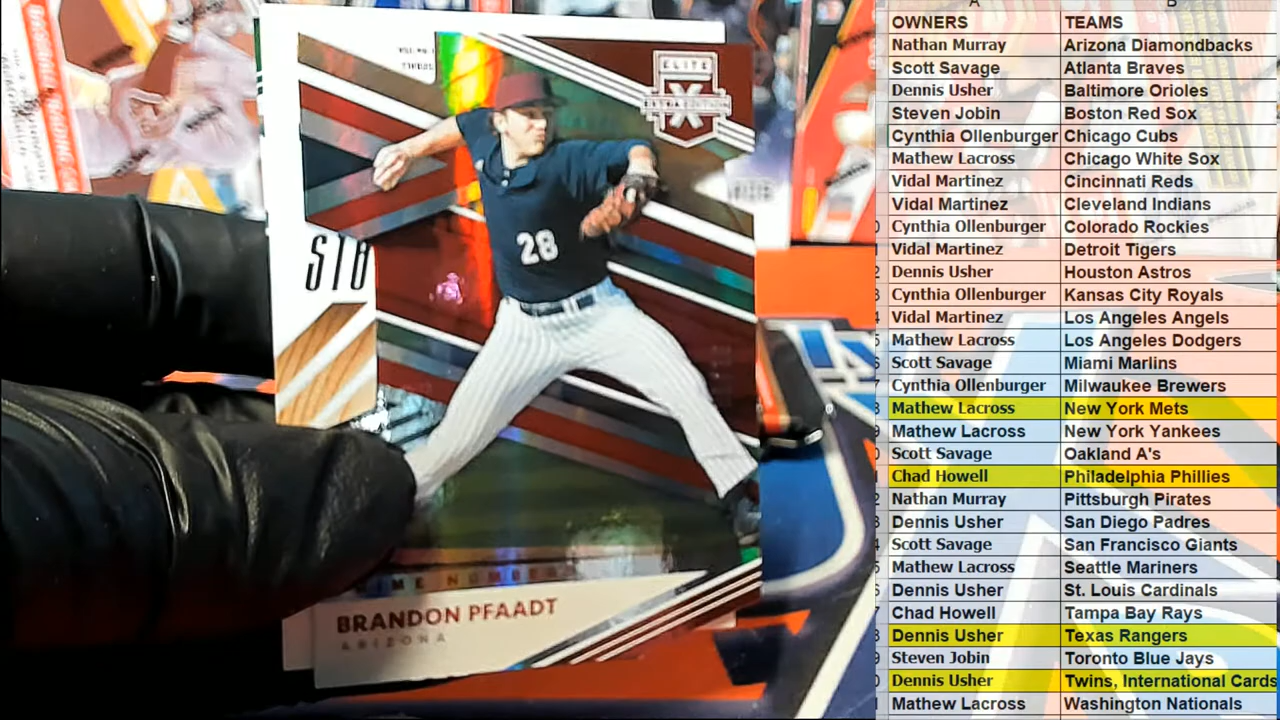 ELITE
EXTRA EDITION
X
28
BRANDON PFAADT
ARIZONA
OWNERS TEAMS
Nathan Murray Arizona Diamondbacks
Scott Savage Atlanta Braves
Dennis Usher Baltimore Orioles
Steven Jobin Boston Red Sox
Cynthia Ollenburger Chicago Cubs
Mathew Lacross Chicago White Sox
Vidal Martinez Cincinnati Reds
Vidal Martinez Cleveland Indians
Cynthia Ollenburger Colorado Rockies
Vidal Martinez Detroit Tigers
Dennis Usher Houston Astros
Cynthia Ollenburger Kansas City Royals
Vidal Martinez Los Angeles Angels
Mathew Lacross Los Angeles Dodgers
Scott Savage Miami Marlins
Cynthia Ollenburger Milwaukee Brewers
Mathew Lacross New York Mets
Mathew Lacross New York Yankees
Scott Savage Oakland A's
Chad Howell Philadelphia Phillies
Nathan Murray Pittsburgh Pirates
Dennis Usher San Diego Padres
Scott Savage San Francisco Giants
Mathew Lacross Seattle Mariners
Dennis Usher St. Louis Cardinals
Chad Howell Tampa Bay Rays
Dennis Usher Texas Rangers
Steven Jobin Toronto Blue Jays
Dennis Usher Twins, International Cards
Mathew Lacross Washington Nationals